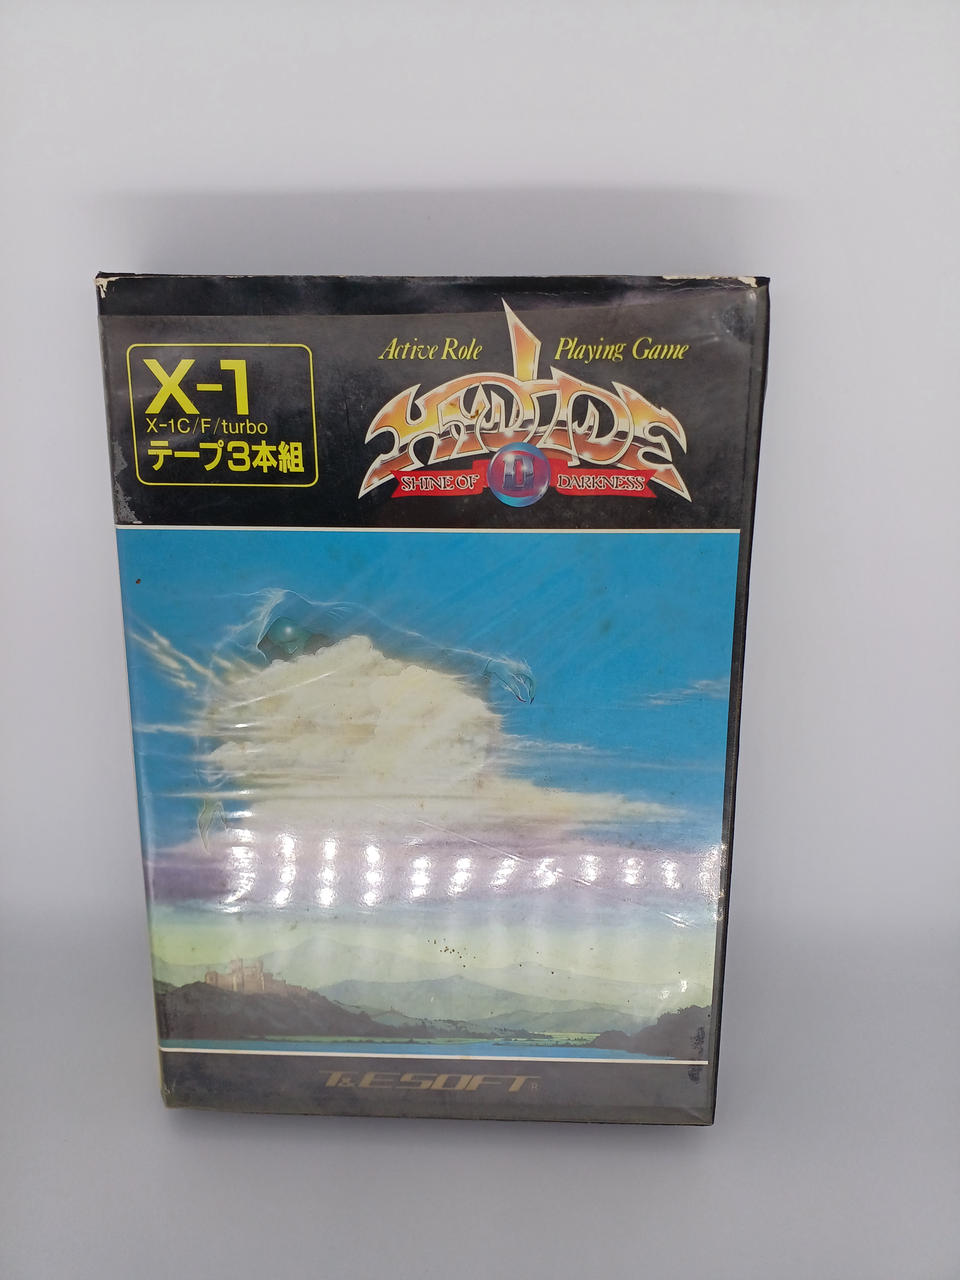 X-1
X-1C/F/turbo
テープ3本組
Active Role Playing Game
HYDLIDE
II
SHINE OF DARKNESS
T&ESOFT
R